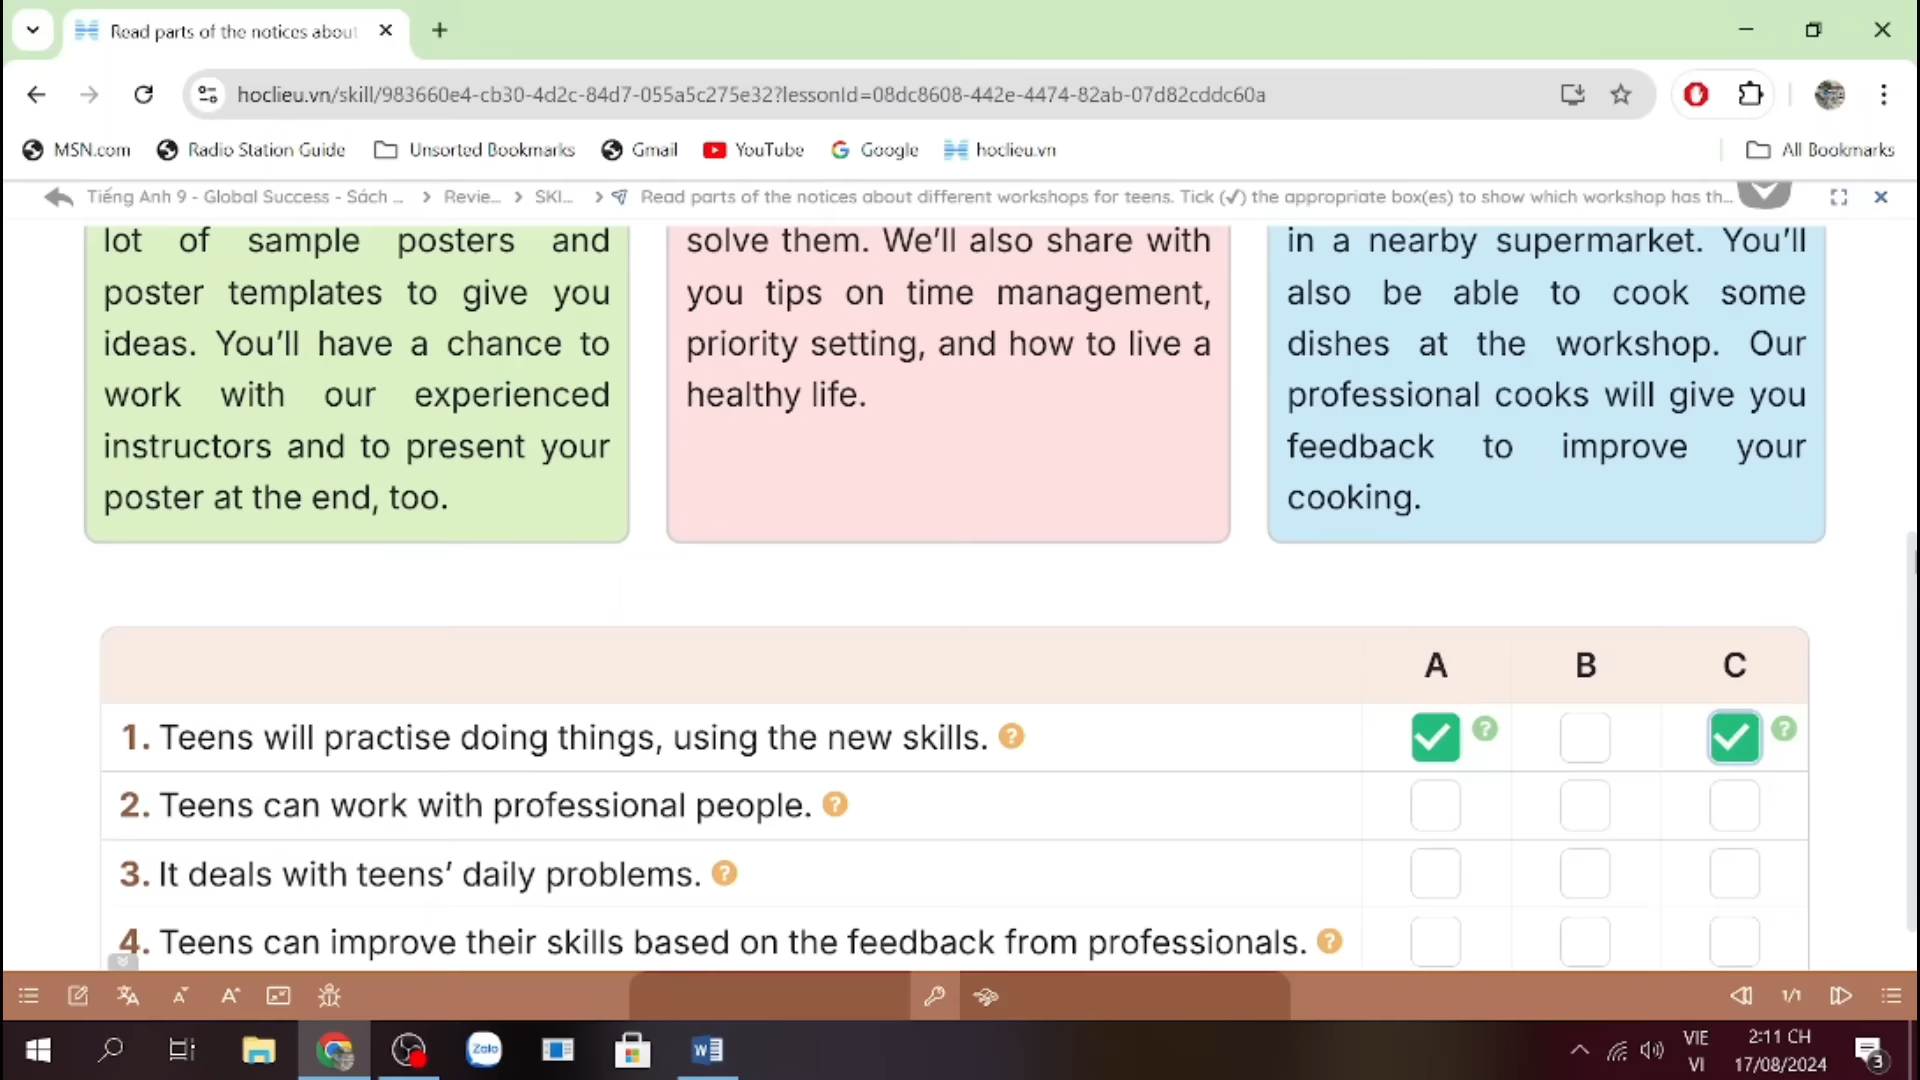 Read parts of the notices about
hoclieu.vn/skill/983660e4-cb30-4d2c-84d7-055a5c275e32?lessonId=08dc8608-442e-4474-82ab-07d82cddc60a
MSN.com Radio Station Guide Unsorted Bookmarks Gmail YouTube Google hoclieu.vn All Bookmarks
Tiếng Anh 9 - Global Success - Sách ... > Revie... > SKI... > Read parts of the notices about different workshops for teens. Tick (✓) the appropriate box(es) to show which workshop has th...
lot of sample posters and
poster templates to give you
ideas. You'll have a chance to
work with our experienced
instructors and to present your
poster at the end, too.
solve them. We'll also share with
you tips on time management,
priority setting, and how to live a
healthy life.
in a nearby supermarket. You'll
also be able to cook some
dishes at the workshop. Our
professional cooks will give you
feedback to improve your
cooking.
A B C
1. Teens will practise doing things, using the new skills. ?
2. Teens can work with professional people. ?
3. It deals with teens' daily problems. ?
4. Teens can improve their skills based on the feedback from professionals. ?
1/1
Zalo
VIE
VI
2:11 CH
17/08/2024
3